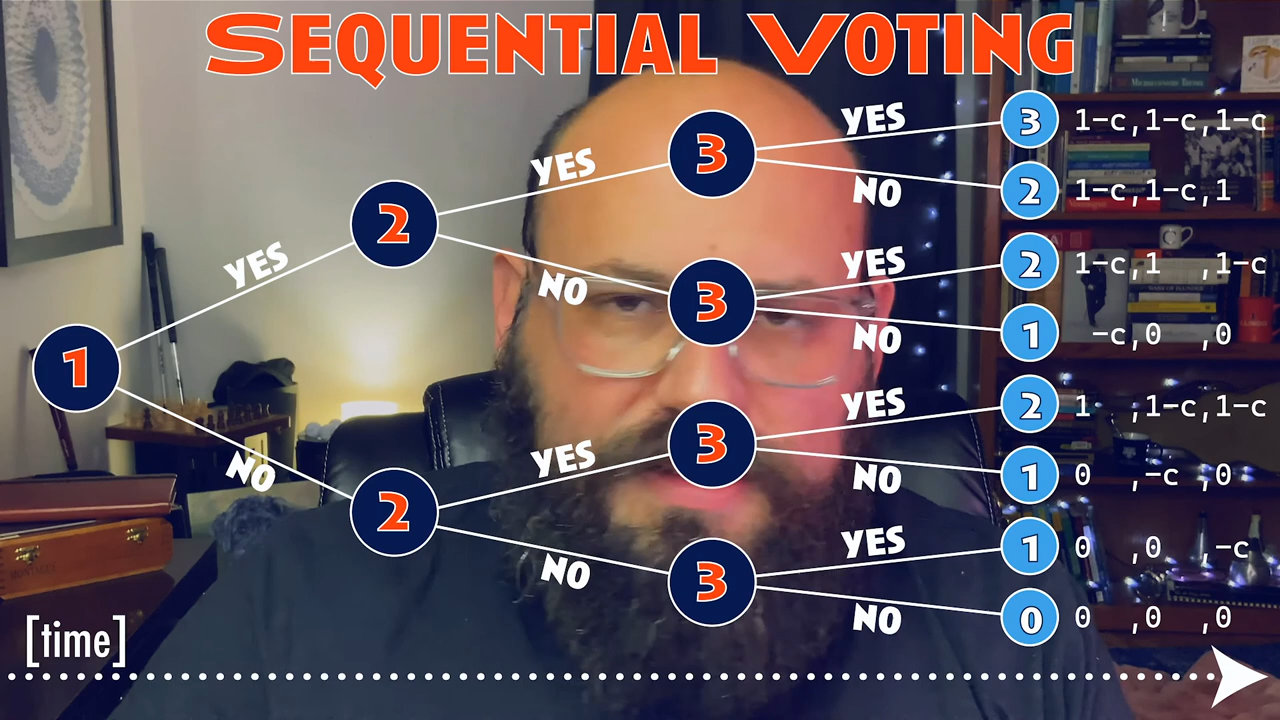 SEQUENTIAL VOTING
YES 3 1-c,1-c,1-c
3
YES NO 2 1-c,1-c,1
2
YES NO YES 2 1-c,1 ,1-c
3
NO 1 -c,0 ,0
1
NO YES YES 2 1 ,1-c,1-c
3
NO 1 0 ,-c ,0
2
NO YES 1 0 ,0 ,-c
3
NO 0 0 ,0 ,0
[time]